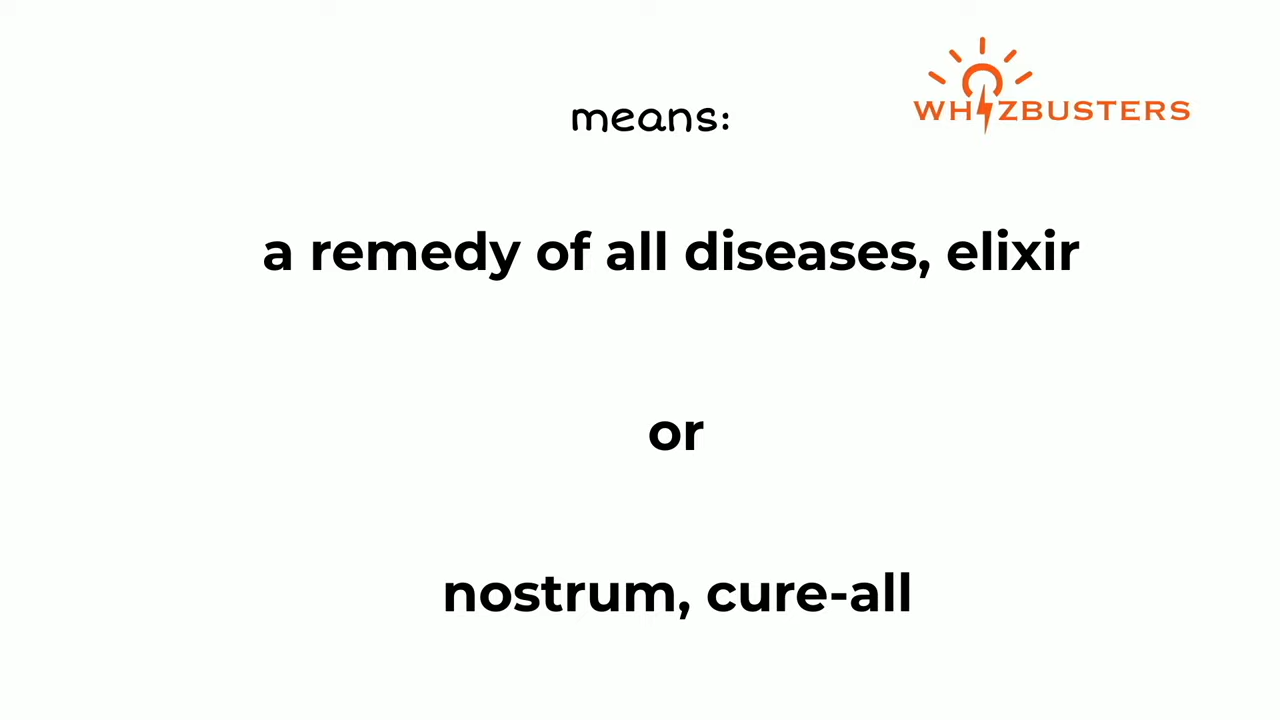 WHIZBUSTERS
means:
a remedy of all diseases, elixir
or
nostrum, cure-all